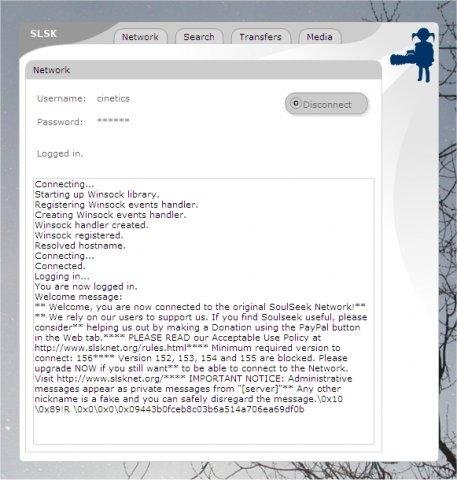 SLSK
Network
Search
Transfers
Media
Network
Username: cinetics
Disconnect
Password: ******
Logged in.
Connecting...
Starting up Winsock library.
Registering Winsock events handler.
Creating Winsock events handler.
Winsock handler created.
Winsock registered.
Resolved hostname.
Connecting...
Connected.
Logging in...
You are now logged in.
Welcome message:
** Welcome, you are now connected to the original SoulSeek Network!**
** We rely on our users to support us. If you find Soulseek useful, please
consider** helping us out by making a Donation using the PayPal button
in the Web tab.**** PLEASE READ our Acceptable Use Policy at
http://www.slsknet.org/rules.html**** Minimum required version to
connect: 156**** Version 152, 153, 154 and 155 are blocked. Please
upgrade NOW if you still want** to be able to connect to the Network.
Visit http://www.slsknet.org/**** IMPORTANT NOTICE: Administrative
messages appear as private messages from "[server]"** Any other
nickname is a fake and you can safely disregard the message.\0x10
\0x89!R \0x0\0x0\0x09443b0fceb8c03b6a514a706ea69df0b